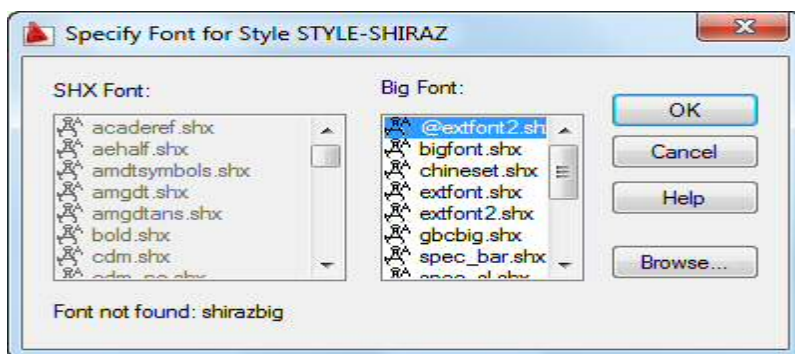 Specify Font for Style STYLE-SHIRAZ
SHX Font:
acaderef.shx
aehalf.shx
amdtsymbols.shx
amgdt.shx
amgdtans.shx
bold.shx
cdm.shx
Big Font:
@extfont2.sh
bigfont.shx
chineset.shx
extfont.shx
extfont2.shx
gbcbig.shx
spec_bar.shx
OK
Cancel
Help
Browse...
Font not found: shirazbig